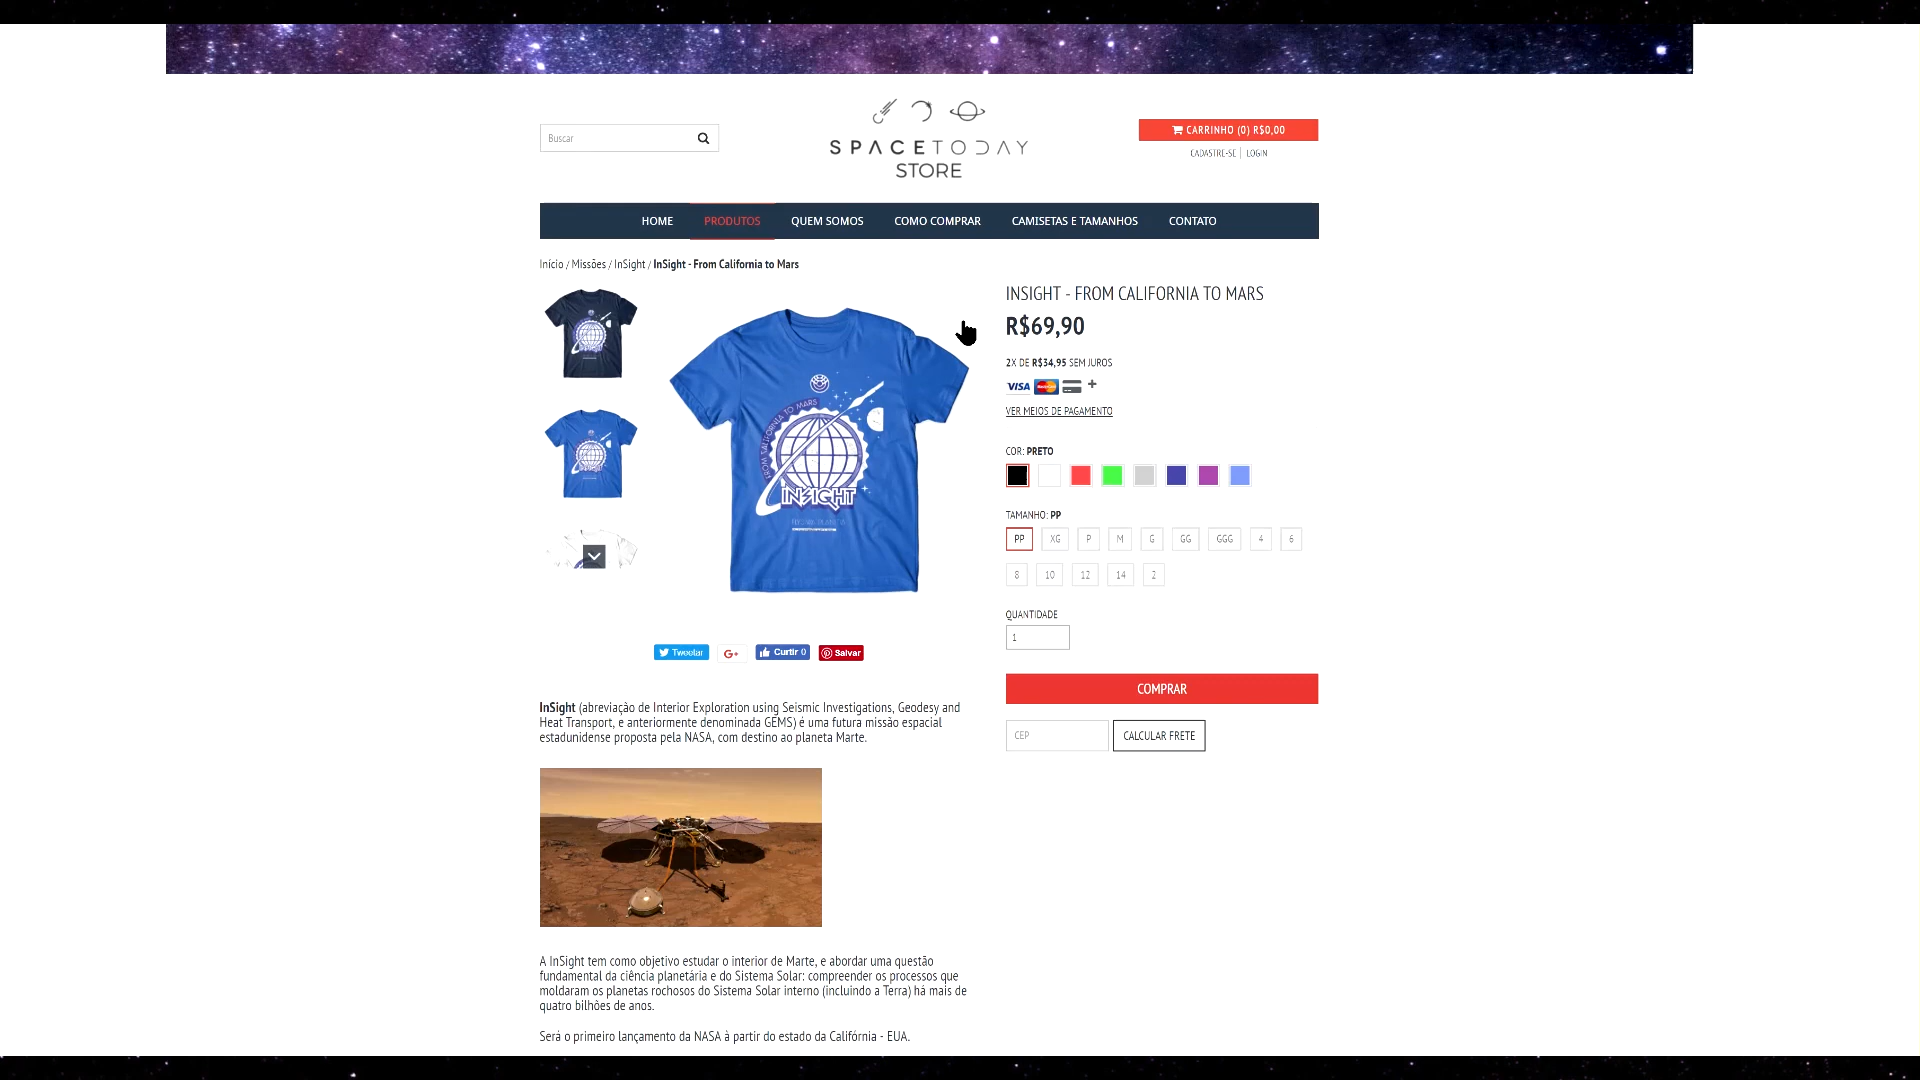 Buscar
SPACETODAY
STORE
CARRINHO (0) R$0,00
CADASTRE-SE | LOGIN
HOME PRODUTOS QUEM SOMOS COMO COMPRAR CAMISETAS E TAMANHOS CONTATO
Início / Missões / InSight / InSight - From California to Mars
FROM CALIFORNIA TO MARS
INSIGHT
INSIGHT - FROM CALIFORNIA TO MARS
R$69,90
2X DE R$34,95 SEM JUROS
VISA MasterCard +
VER MEIOS DE PAGAMENTO
COR: PRETO
TAMANHO: PP
PP XG P M G GG GGG 4 6
8 10 12 14 2
QUANTIDADE
1
COMPRAR
CEP CALCULAR FRETE
Tweetar G+ Curtir 0 Salvar
InSight (abreviação de Interior Exploration using Seismic Investigations, Geodesy and
Heat Transport, e anteriormente denominada GEMS) é uma futura missão espacial
estadunidense proposta pela NASA, com destino ao planeta Marte.
A InSight tem como objetivo estudar o interior de Marte, e abordar uma questão
fundamental da ciência planetária e do Sistema Solar: compreender os processos que
moldaram os planetas rochosos do Sistema Solar interno (incluindo a Terra) há mais de
quatro bilhões de anos.
Será o primeiro lançamento da NASA à partir do estado da Califórnia - EUA.